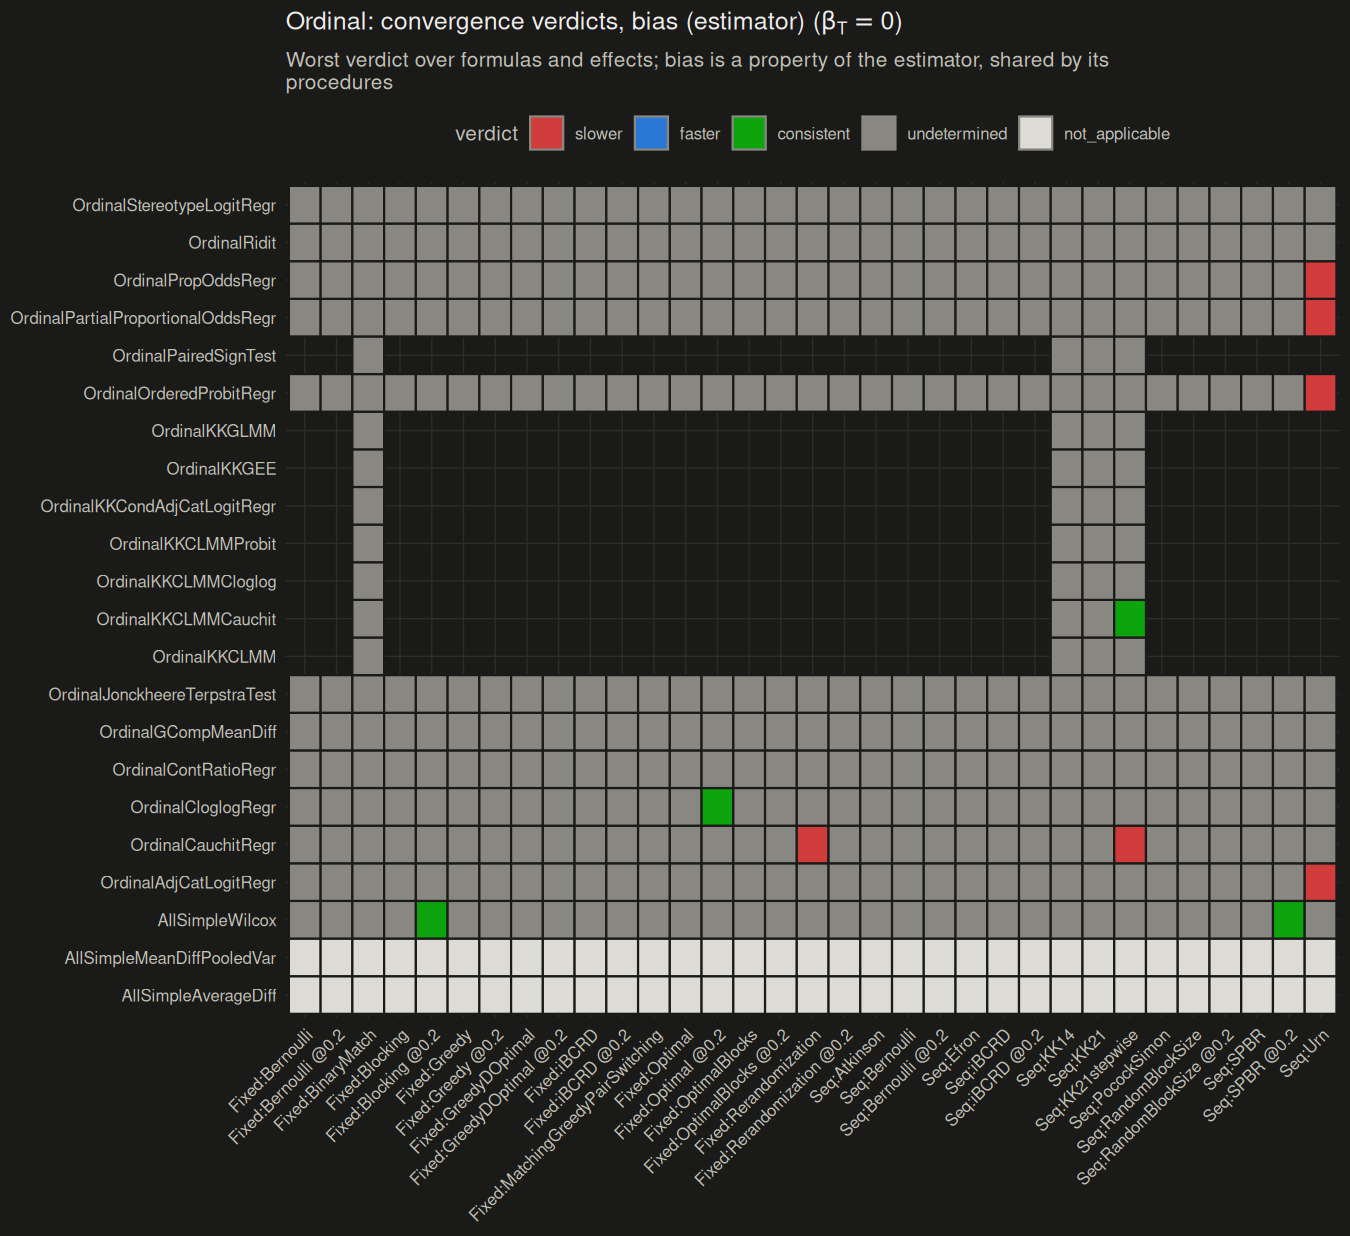 Ordinal: convergence verdicts, bias (estimator) (βT = 0)
Worst verdict over formulas and effects; bias is a property of the estimator, shared by its
procedures
verdict slower faster consistent undetermined not_applicable
OrdinalStereotypeLogitRegr
OrdinalRidit
OrdinalPropOddsRegr
OrdinalPartialProportionalOddsRegr
OrdinalPairedSignTest
OrdinalOrderedProbitRegr
OrdinalKKGLMM
OrdinalKKGEE
OrdinalKKCondAdjCatLogitRegr
OrdinalKKCLMMProbit
OrdinalKKCLMMCloglog
OrdinalKKCLMMCauchit
OrdinalKKCLMM
OrdinalJonckheereTerpstraTest
OrdinalGCompMeanDiff
OrdinalContRatioRegr
OrdinalCloglogRegr
OrdinalCauchitRegr
OrdinalAdjCatLogitRegr
AllSimpleWilcox
AllSimpleMeanDiffPooledVar
AllSimpleAverageDiff
Fixed:Bernoulli
Fixed:Bernoulli @0.2
Fixed:BinaryMatch
Fixed:Blocking
Fixed:Blocking @0.2
Fixed:Greedy
Fixed:Greedy @0.2
Fixed:GreedyDOptimal
Fixed:GreedyDOptimal @0.2
Fixed:iBCRD
Fixed:iBCRD @0.2
Fixed:MatchingGreedyPairSwitching
Fixed:Optimal
Fixed:Optimal @0.2
Fixed:OptimalBlocks
Fixed:OptimalBlocks @0.2
Fixed:Rerandomization
Fixed:Rerandomization @0.2
Seq:Atkinson
Seq:Bernoulli
Seq:Bernoulli @0.2
Seq:Efron
Seq:iBCRD
Seq:iBCRD @0.2
Seq:KK14
Seq:KK21
Seq:KK21stepwise
Seq:PocockSimon
Seq:RandomBlockSize
Seq:RandomBlockSize @0.2
Seq:SPBR
Seq:SPBR @0.2
Seq:Urn